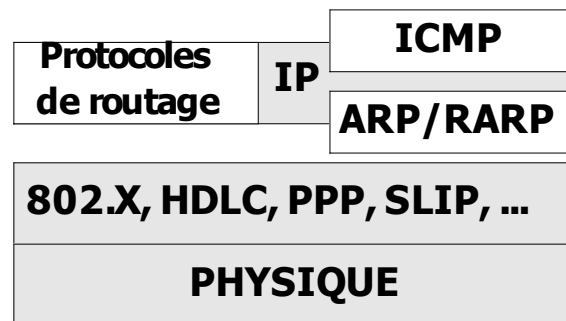 ICMP
Protocoles
de routage
IP
ARP/RARP
802.X, HDLC, PPP, SLIP, ...
PHYSIQUE